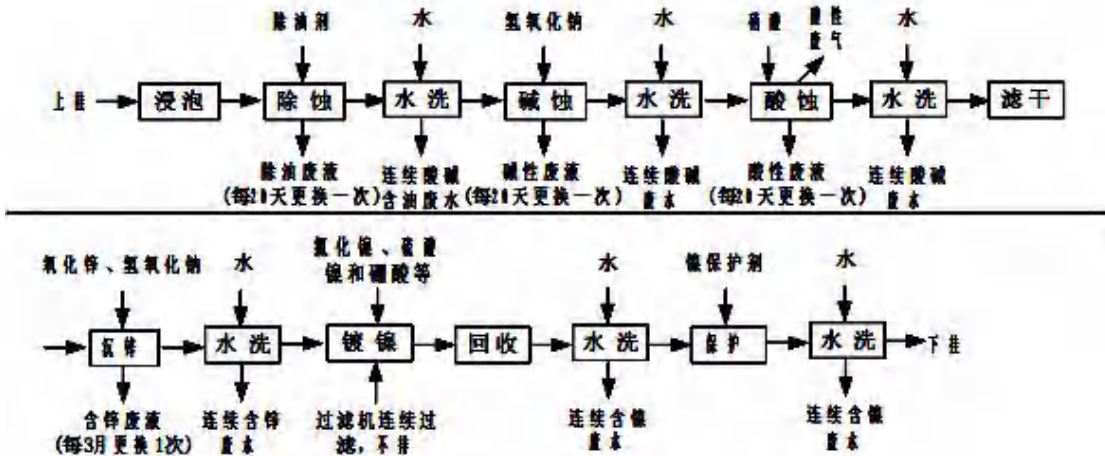 除油剂 水 氢氧化钠 水 硝酸 酸性
废气 水
上挂 浸泡 除蚀 水洗 碱蚀 水洗 酸蚀 水洗 滤干
除油废液 连续酸碱 碱性废液 连续酸碱 酸性废液 连续酸碱
(每20天更换一次) 含油废水 (每20天更换一次) 废水 (每20天更换一次) 废水
氯化镍、硫酸
氧化锌、氢氧化钠 水 镍和硼酸等 水 镍保护剂 水
沉锌 水洗 镀镍 回收 水洗 保护 水洗 下挂
含锌废液 连续含锌 过滤机连续过 连续含镍 连续含镍
(每3月更换1次) 废水 滤，不排 废水 废水